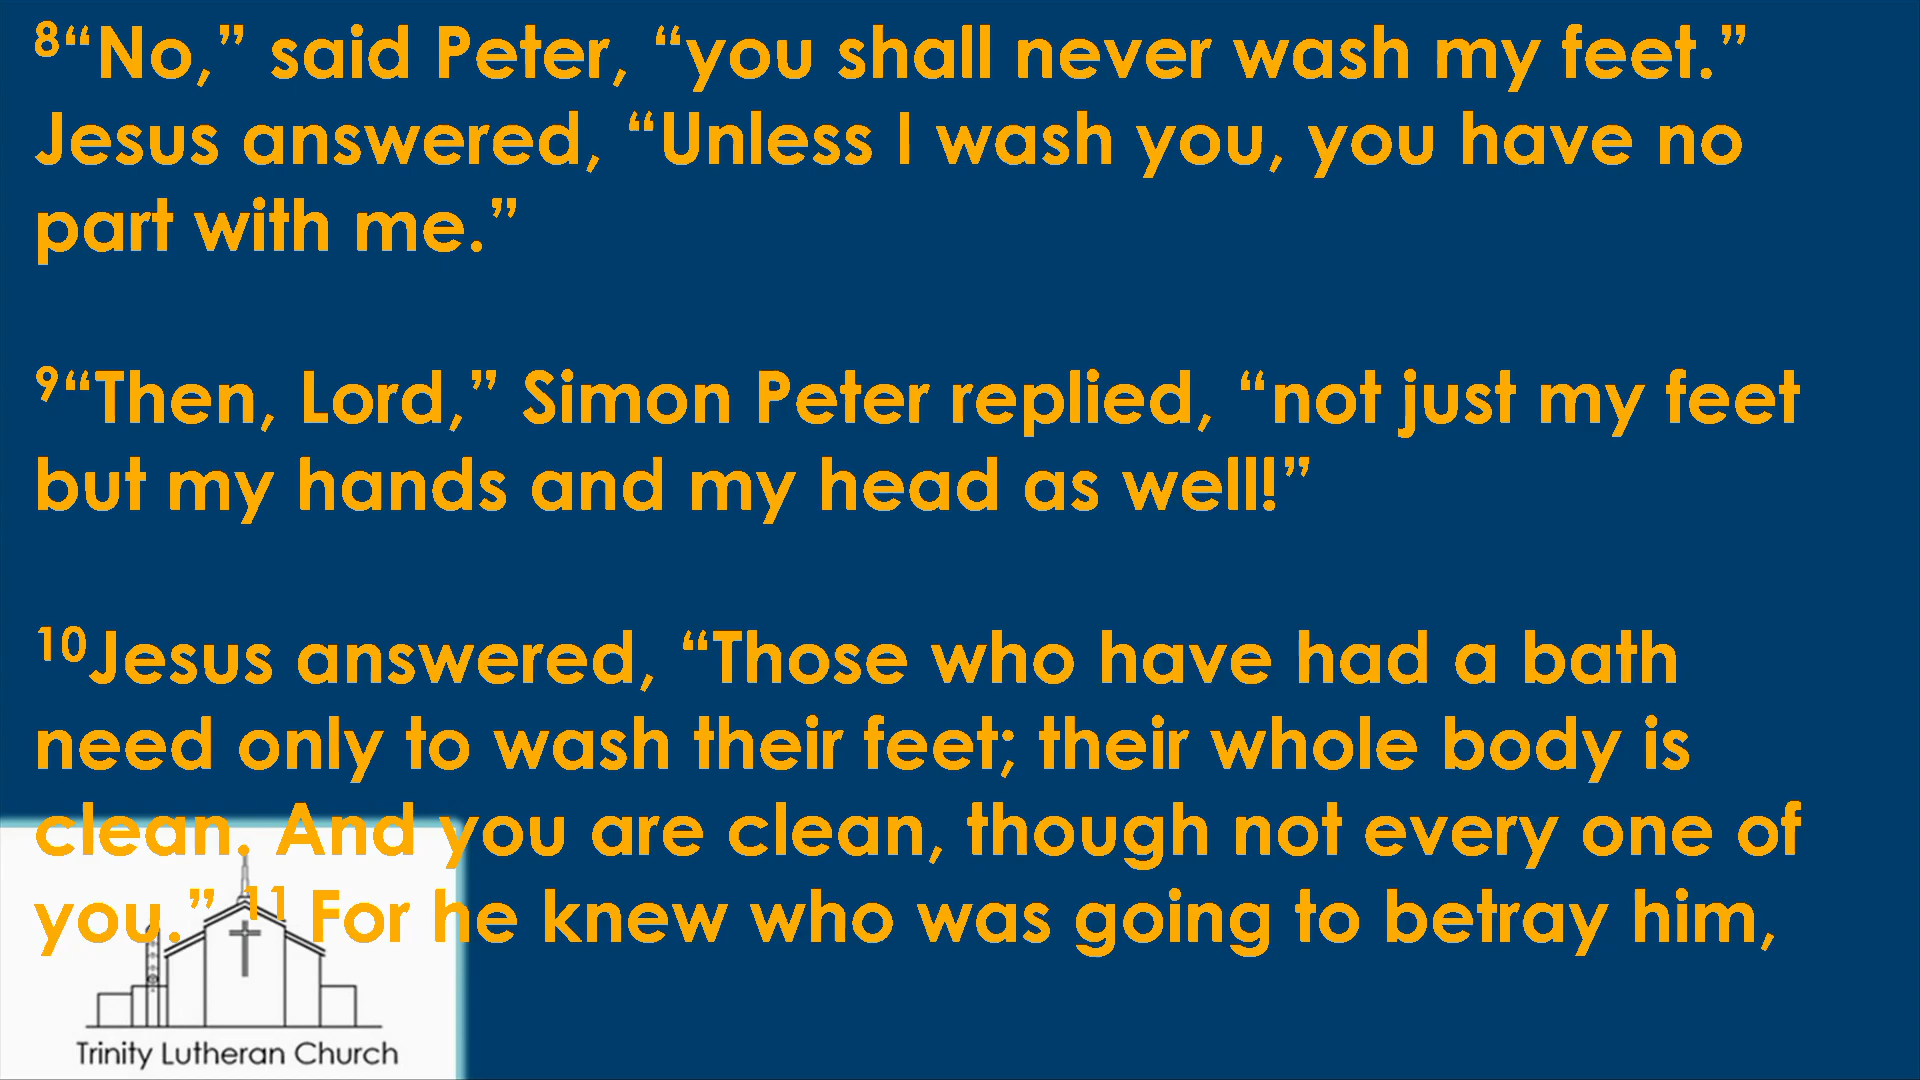 ⁸“No,” said Peter, “you shall never wash my feet.”
Jesus answered, “Unless I wash you, you have no
part with me.”
⁹“Then, Lord,” Simon Peter replied, “not just my feet
but my hands and my head as well!”
¹⁰Jesus answered, “Those who have had a bath
need only to wash their feet; their whole body is
clean. And you are clean, though not every one of
you.” ¹¹ For he knew who was going to betray him,
Trinity Lutheran Church